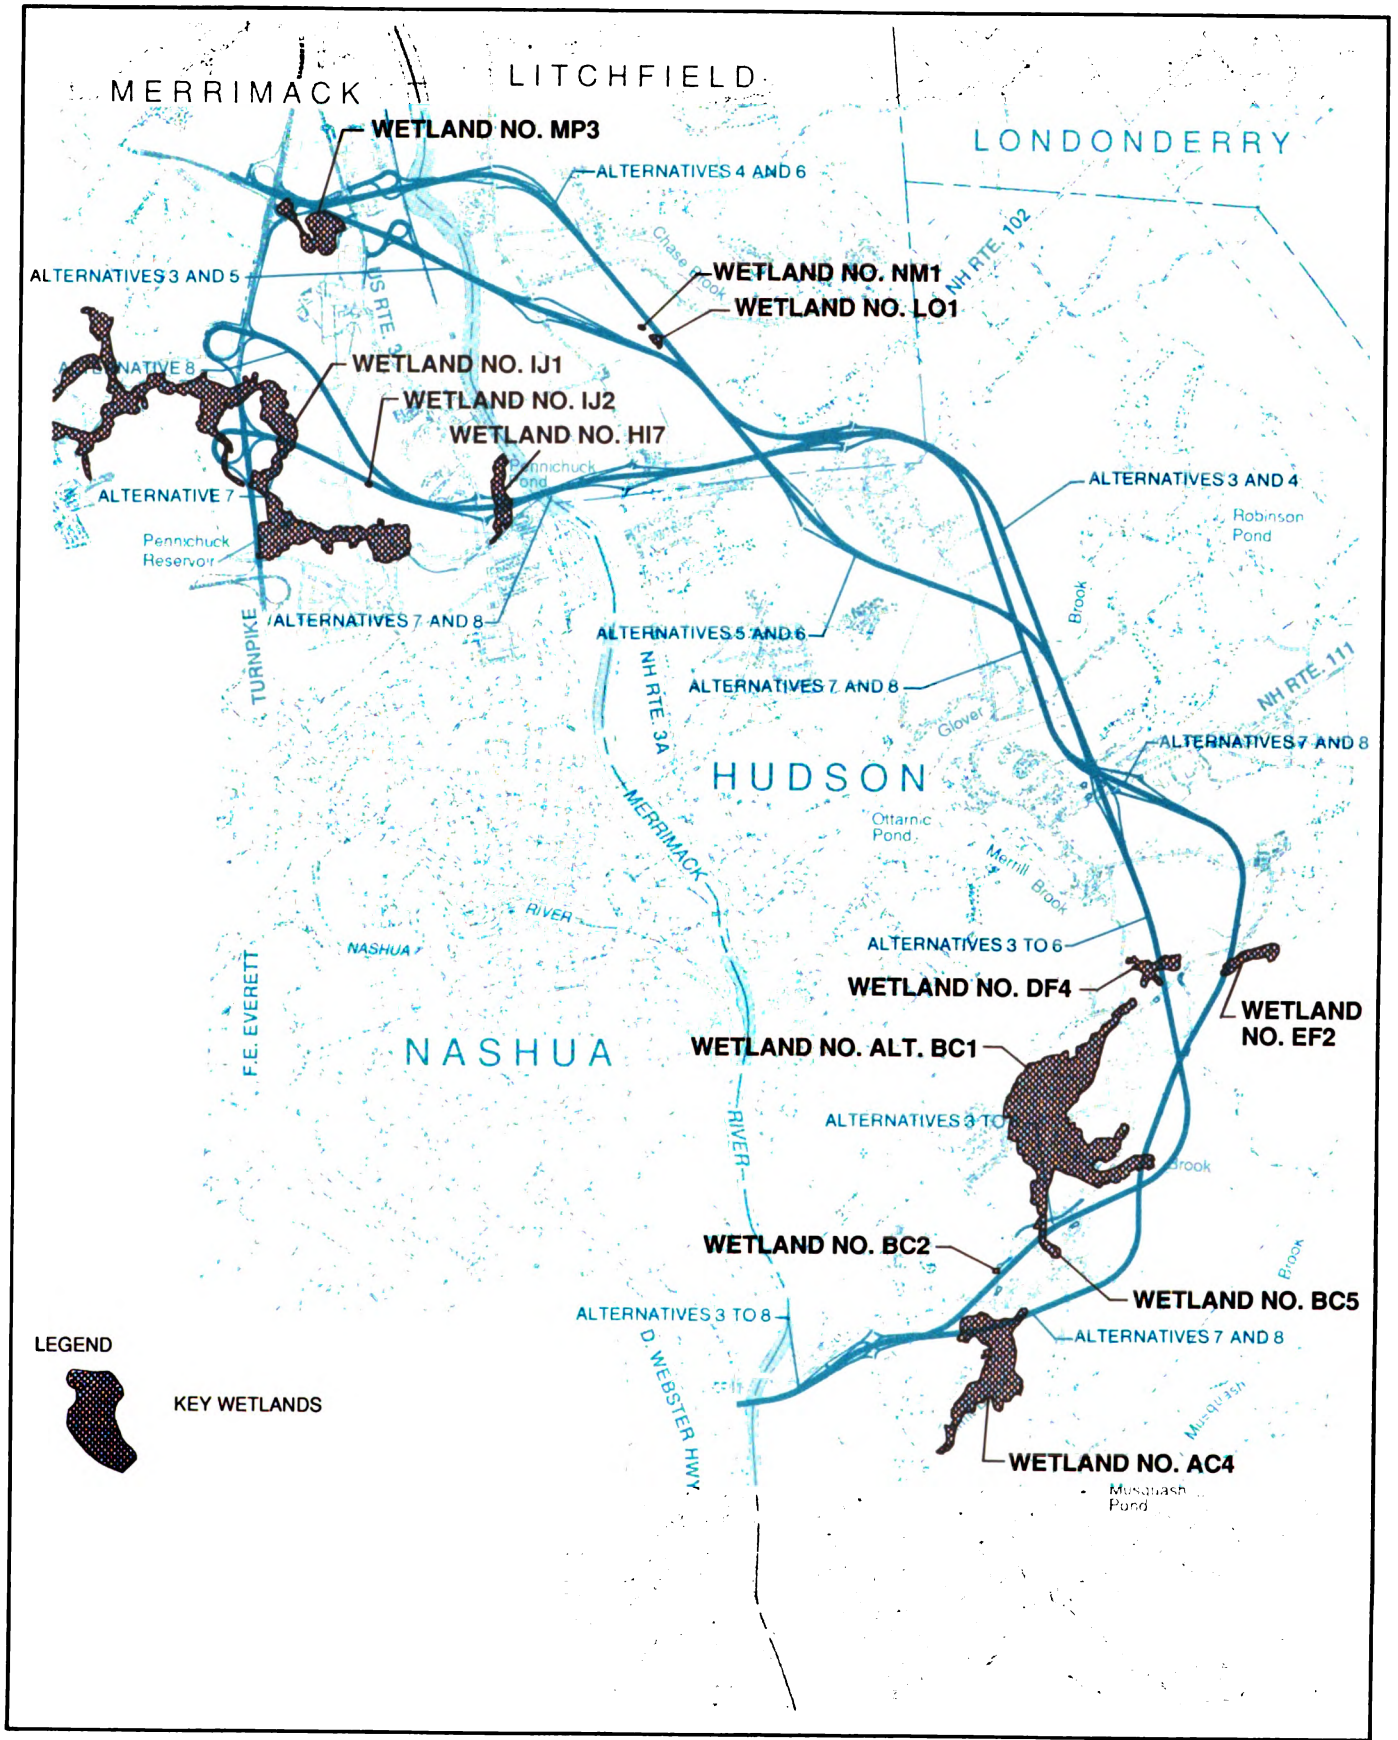 MERRIMACK
LITCHFIELD
LONDONDERRY
WETLAND NO. MP3
ALTERNATIVES 4 AND 6
NH RTE. 102
Chase Brook
WETLAND NO. NM1
ALTERNATIVES 3 AND 5
WETLAND NO. LO1
US RTE. 3
WETLAND NO. IJ1
NATIVE 8
WETLAND NO. IJ2
WETLAND NO. HI7
Pennichuck
Pond
ALTERNATIVES 3 AND 4
ALTERNATIVE 7
Robinson
Pond
Pennichuck
Reservoir
Brook
ALTERNATIVES 7 AND 8
ALTERNATIVES 5 AND 6
TURNPIKE
NH RTE. 3A
ALTERNATIVES 7 AND 8
NH RTE. 111
Glover
ALTERNATIVES 7 AND 8
HUDSON
MERRIMACK
Ottarnic
Pond
Merrill Brook
RIVER
NASHUA
ALTERNATIVES 3 TO 6
F.E. EVERETT
WETLAND NO. DF4
WETLAND
NO. EF2
NASHUA
WETLAND NO. ALT. BC1
ALTERNATIVES 3 TO
RIVER
Brook
WETLAND NO. BC2
Brook
WETLAND NO. BC5
ALTERNATIVES 3 TO 8
ALTERNATIVES 7 AND 8
LEGEND
D. WEBSTER HWY.
KEY WETLANDS
Musquash
WETLAND NO. AC4
Musquash
Pond